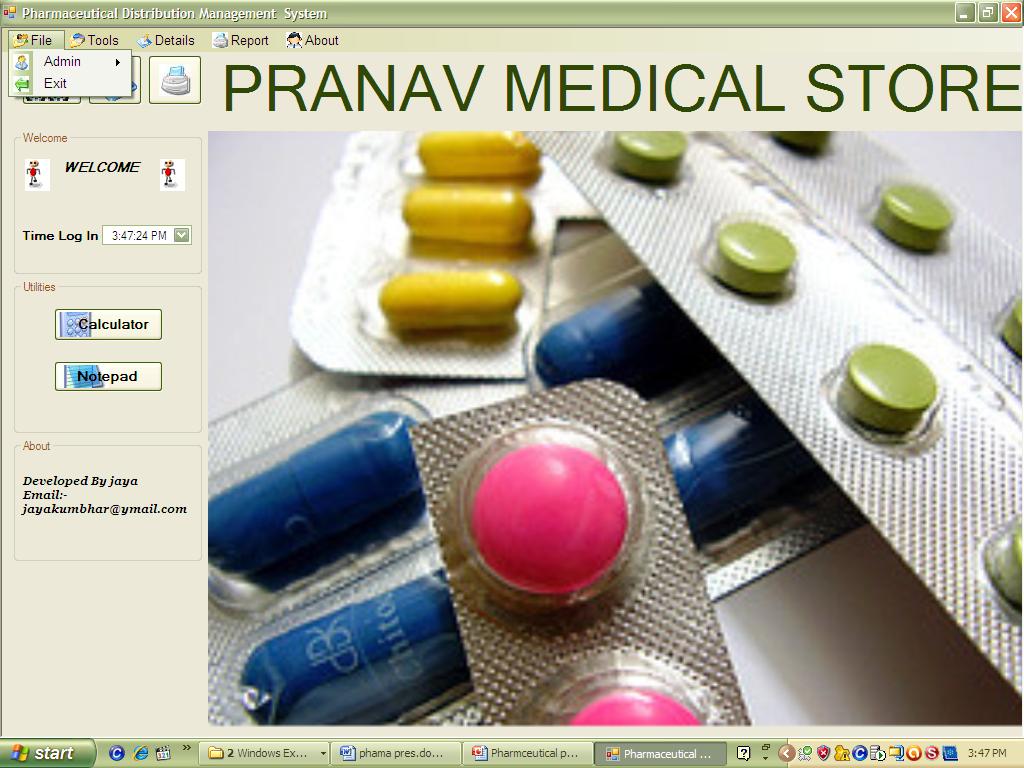 Pharmaceutical Distribution Management System
File Tools Details Report About
Admin
Exit
PRANAV MEDICAL STORE
Welcome
WELCOME
Time Log In 3:47:24 PM
Utilities
Calculator
Notepad
About
Developed By jaya
Email:-
jayakumbhar@ymail.com
start 2 Windows Ex... phama pres.do... Pharmceutical p... Pharmaceutical ... 3:47 PM